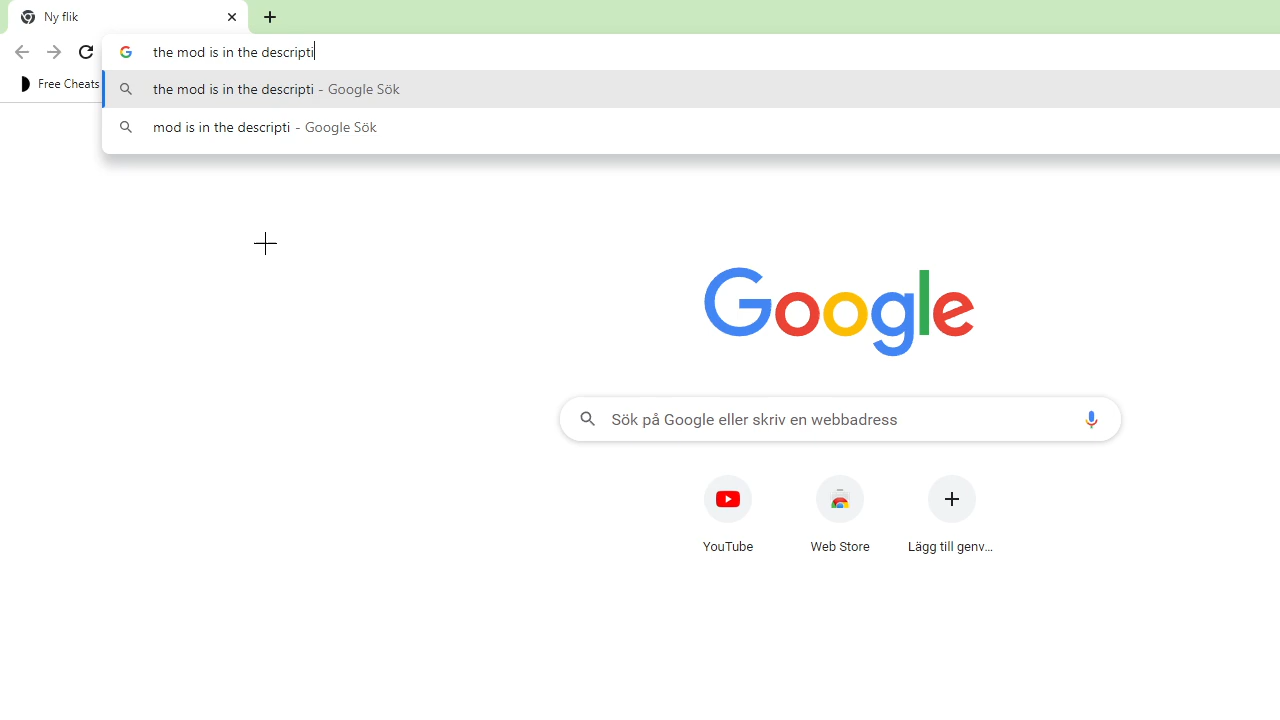 Ny flik
the mod is in the descripti
Free Cheats
the mod is in the descripti - Google Sök
mod is in the descripti - Google Sök
Google
Sök på Google eller skriv en webbadress
YouTube
Web Store
Lägg till genv...